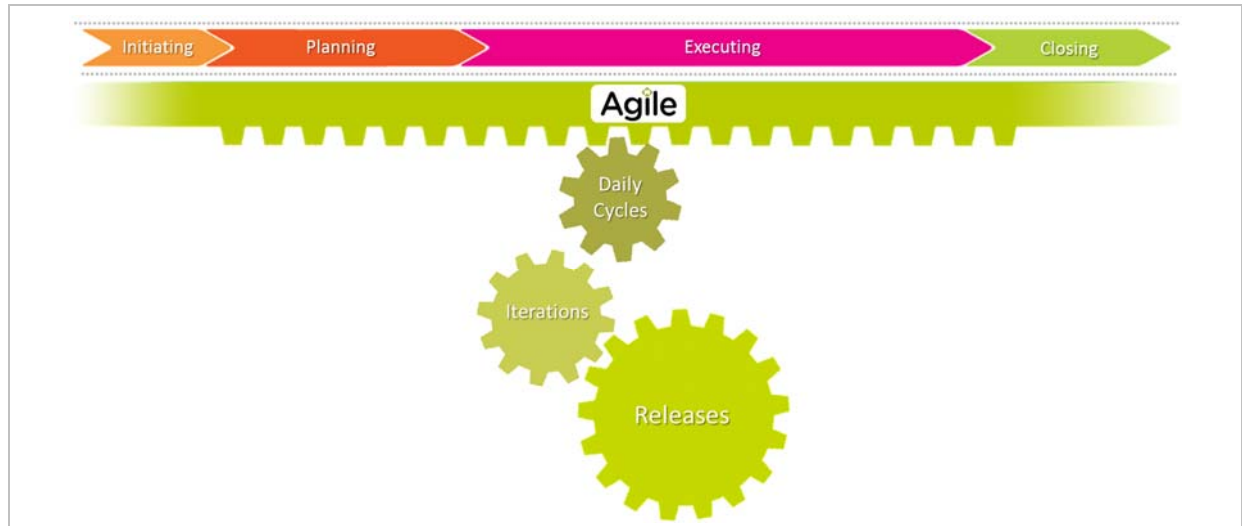 Initiating Planning Executing Closing
Agile
Daily
Cycles
Iterations
Releases